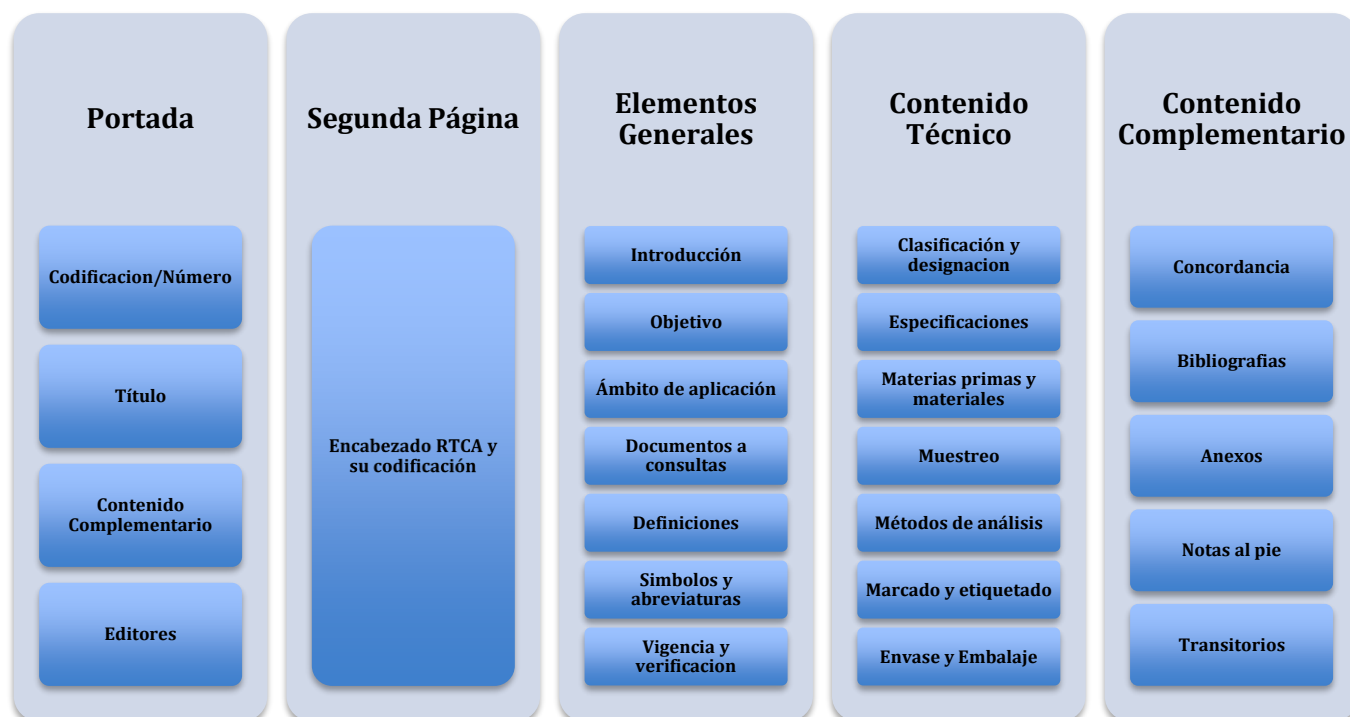 Portada
Codificacion/Número
Título
Contenido
Complementario
Editores
Segunda Página
Encabezado RTCA y
su codificación
Elementos
Generales
Introducción
Objetivo
Ámbito de aplicación
Documentos a
consultas
Definiciones
Simbolos y
abreviaturas
Vigencia y
verificacion
Contenido
Técnico
Clasificación y
designacion
Especificaciones
Materias primas y
materiales
Muestreo
Métodos de análisis
Marcado y etiquetado
Envase y Embalaje
Contenido
Complementario
Concordancia
Bibliografias
Anexos
Notas al pie
Transitorios